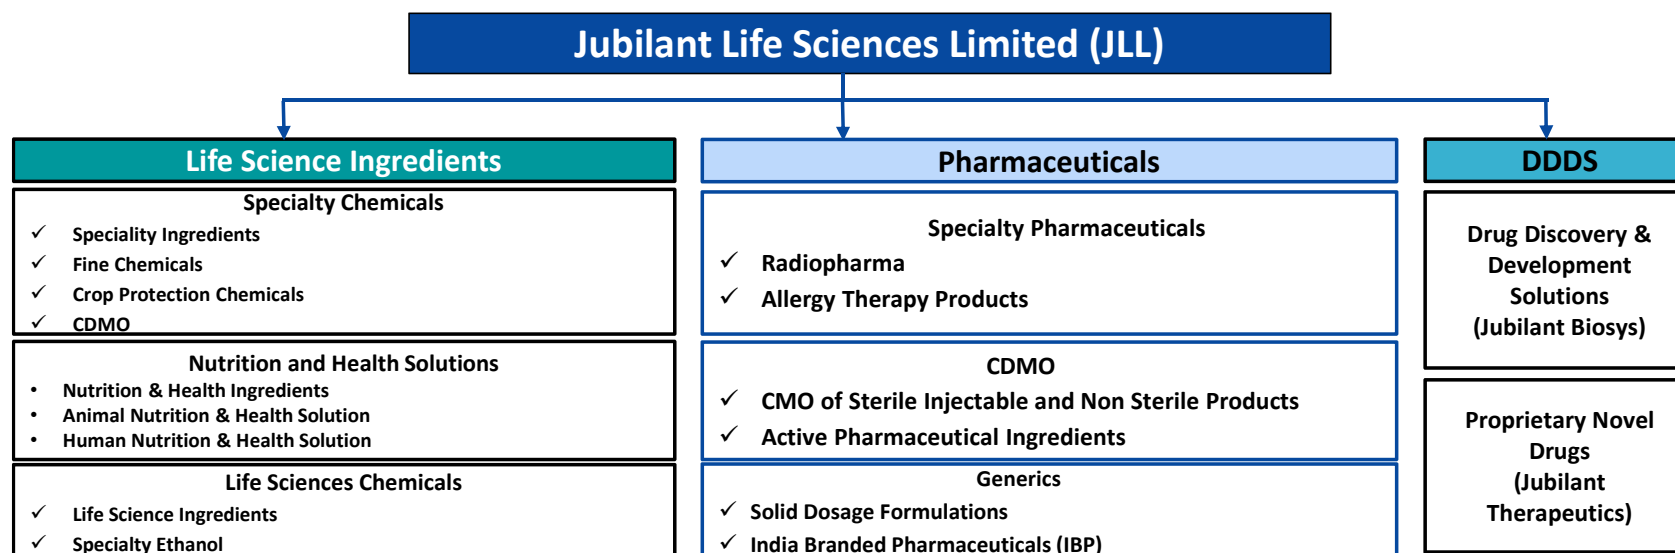 Jubilant Life Sciences Limited (JLL)
Life Science Ingredients
Specialty Chemicals
✓ Speciality Ingredients
✓ Fine Chemicals
✓ Crop Protection Chemicals
✓ CDMO
Nutrition and Health Solutions
• Nutrition & Health Ingredients
• Animal Nutrition & Health Solution
• Human Nutrition & Health Solution
Life Sciences Chemicals
✓ Life Science Ingredients
✓ Specialty Ethanol
Pharmaceuticals
Specialty Pharmaceuticals
✓ Radiopharma
✓ Allergy Therapy Products
CDMO
✓ CMO of Sterile Injectable and Non Sterile Products
✓ Active Pharmaceutical Ingredients
Generics
✓ Solid Dosage Formulations
✓ India Branded Pharmaceuticals (IBP)
DDDS
Drug Discovery &
Development
Solutions
(Jubilant Biosys)
Proprietary Novel
Drugs
(Jubilant
Therapeutics)